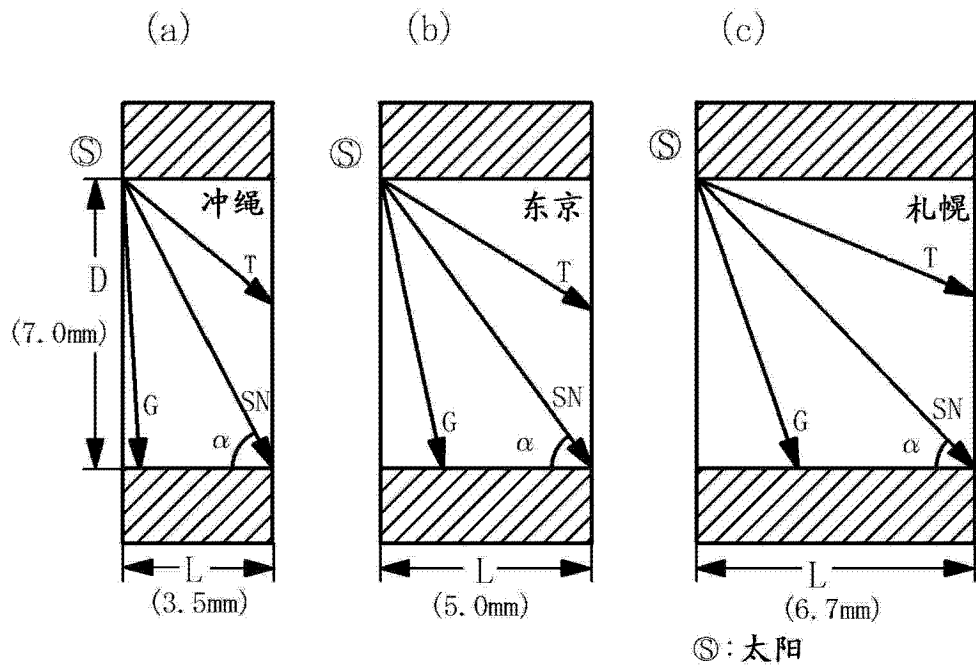 (a)
(b)
(c)
Ⓢ
Ⓢ
Ⓢ
冲绳
东京
札幌
T
T
T
D
(7.0mm)
G
SN
α
G
SN
α
G
SN
α
L
L
L
(3.5mm)
(5.0mm)
(6.7mm)
Ⓢ:太阳